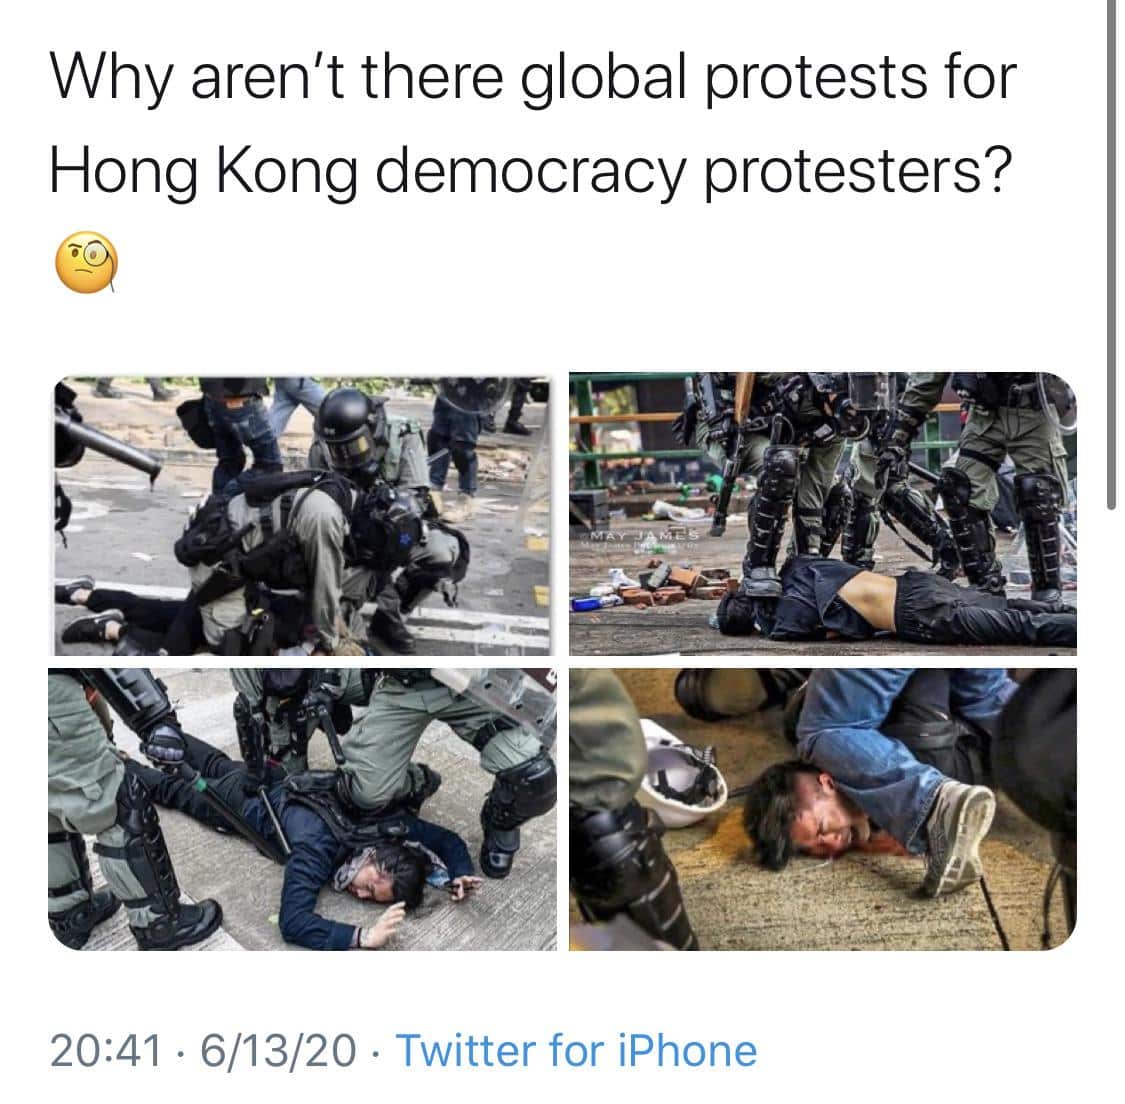 Why aren't there global protests for
Hong Kong democracy protesters?
MAY JAMES
20:41 · 6/13/20 · Twitter for iPhone